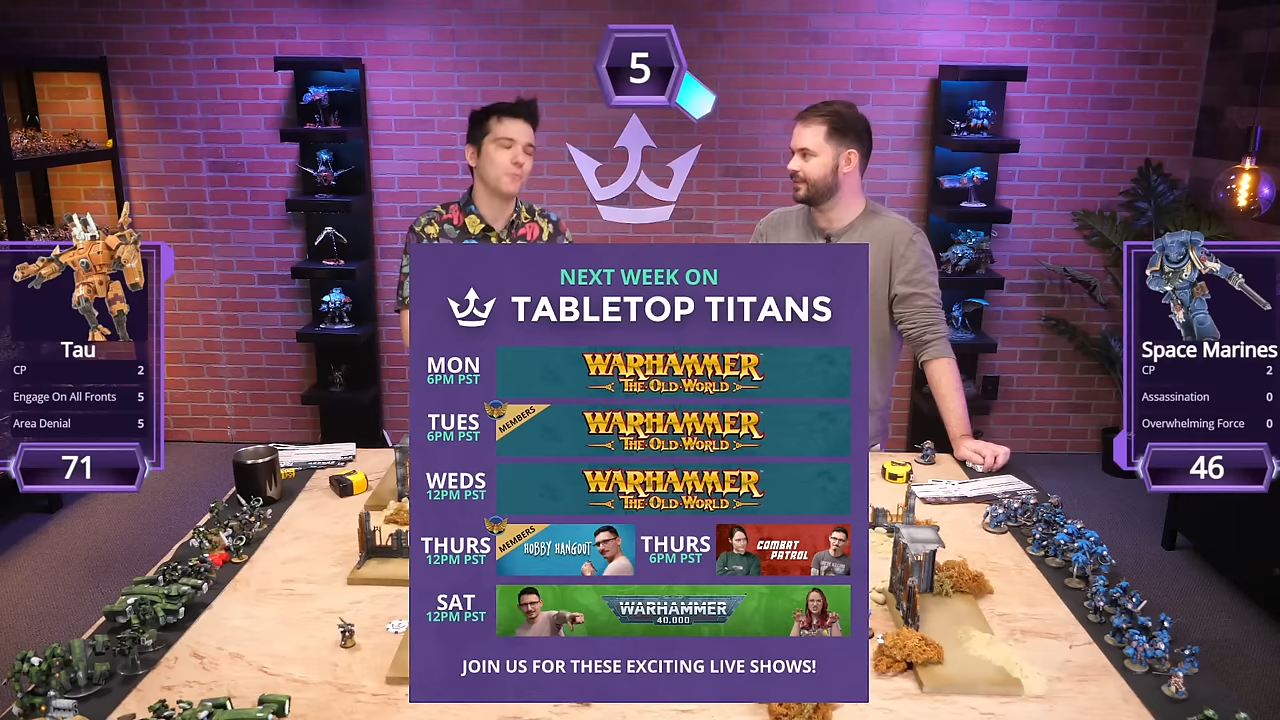 5
NEXT WEEK ON
TABLETOP TITANS
MON
6PM PST
WARHAMMER
THE OLD WORLD
TUES
6PM PST
MEMBERS
WARHAMMER
THE OLD WORLD
WEDS
12PM PST
WARHAMMER
THE OLD WORLD
THURS
12PM PST
MEMBERS
HOBBY HANGOUT
THURS
6PM PST
COMBAT
PATROL
SAT
12PM PST
WARHAMMER
40,000
JOIN US FOR THESE EXCITING LIVE SHOWS!
Tau
CP 2
Engage On All Fronts 5
Area Denial 5
71
Space Marines
CP 2
Assassination 0
Overwhelming Force 0
46